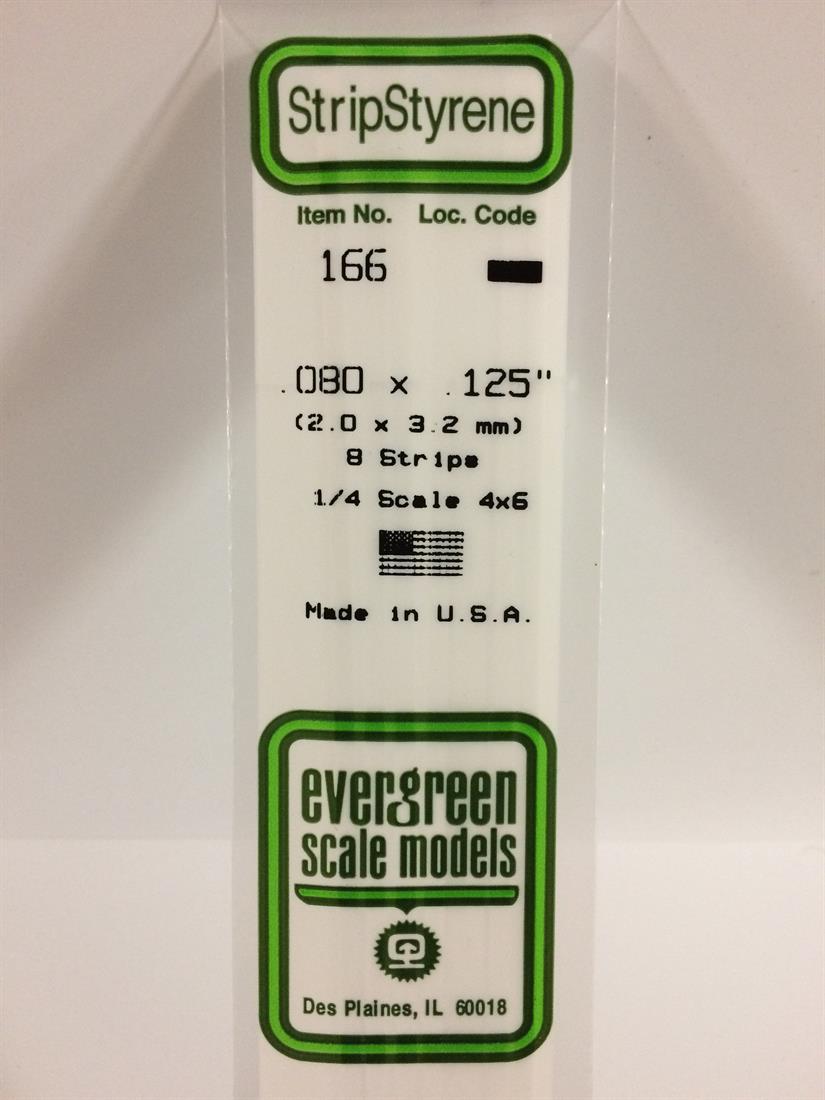 StripStyrene
Item No. Loc. Code
166
.080 x .125"
(2.0 x 3.2 mm)
8 Strips
1/4 Scale 4x6
Made in U.S.A.
evergreen
scale models
Des Plaines, IL 60018